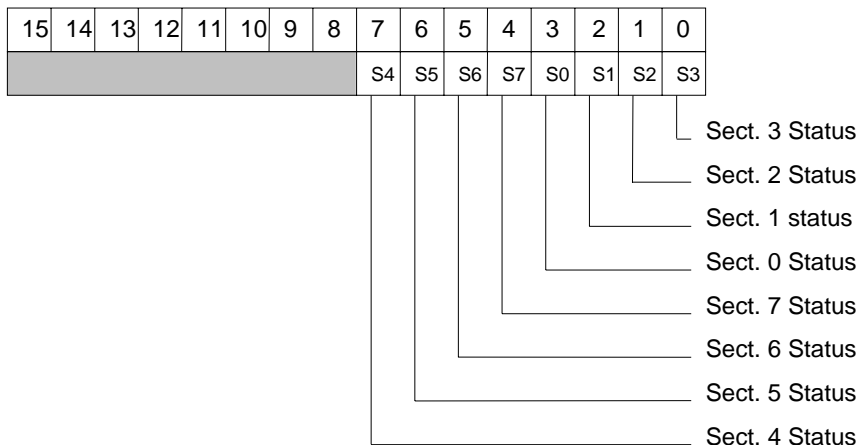 15 14 13 12 11 10 9 8 7 6 5 4 3 2 1 0
S4 S5 S6 S7 S0 S1 S2 S3
Sect. 3 Status
Sect. 2 Status
Sect. 1 status
Sect. 0 Status
Sect. 7 Status
Sect. 6 Status
Sect. 5 Status
Sect. 4 Status